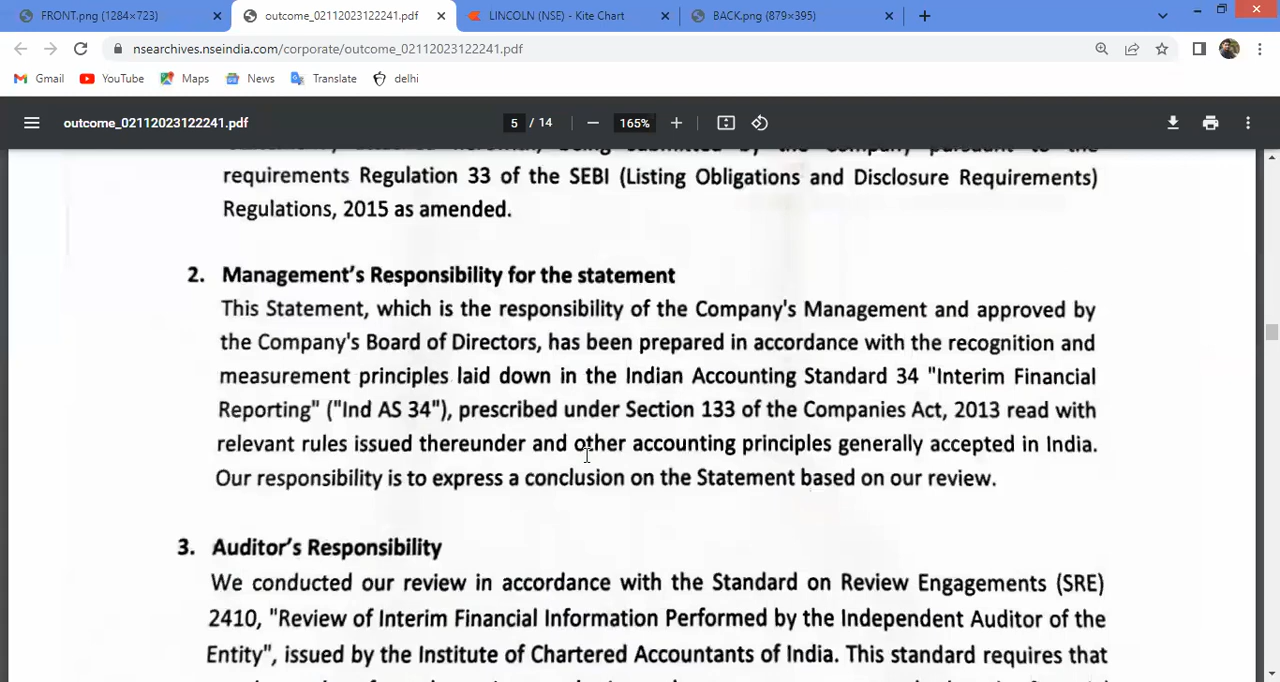 FRONT.png (1284×723)
outcome_02112023122241.pdf
LINCOLN (NSE) - Kite Chart
BACK.png (879×395)
nsearchives.nseindia.com/corporate/outcome_02112023122241.pdf
Gmail
YouTube
Maps
News
Translate
delhi
outcome_02112023122241.pdf
5 / 14
165%
being submitted by the Company pursuant to the
requirements Regulation 33 of the SEBI (Listing Obligations and Disclosure Requirements)
Regulations, 2015 as amended.
2. Management's Responsibility for the statement
This Statement, which is the responsibility of the Company's Management and approved by
the Company's Board of Directors, has been prepared in accordance with the recognition and
measurement principles laid down in the Indian Accounting Standard 34 "Interim Financial
Reporting" ("Ind AS 34"), prescribed under Section 133 of the Companies Act, 2013 read with
relevant rules issued thereunder and other accounting principles generally accepted in India.
Our responsibility is to express a conclusion on the Statement based on our review.
3. Auditor's Responsibility
We conducted our review in accordance with the Standard on Review Engagements (SRE)
2410, "Review of Interim Financial Information Performed by the Independent Auditor of the
Entity", issued by the Institute of Chartered Accountants of India. This standard requires that